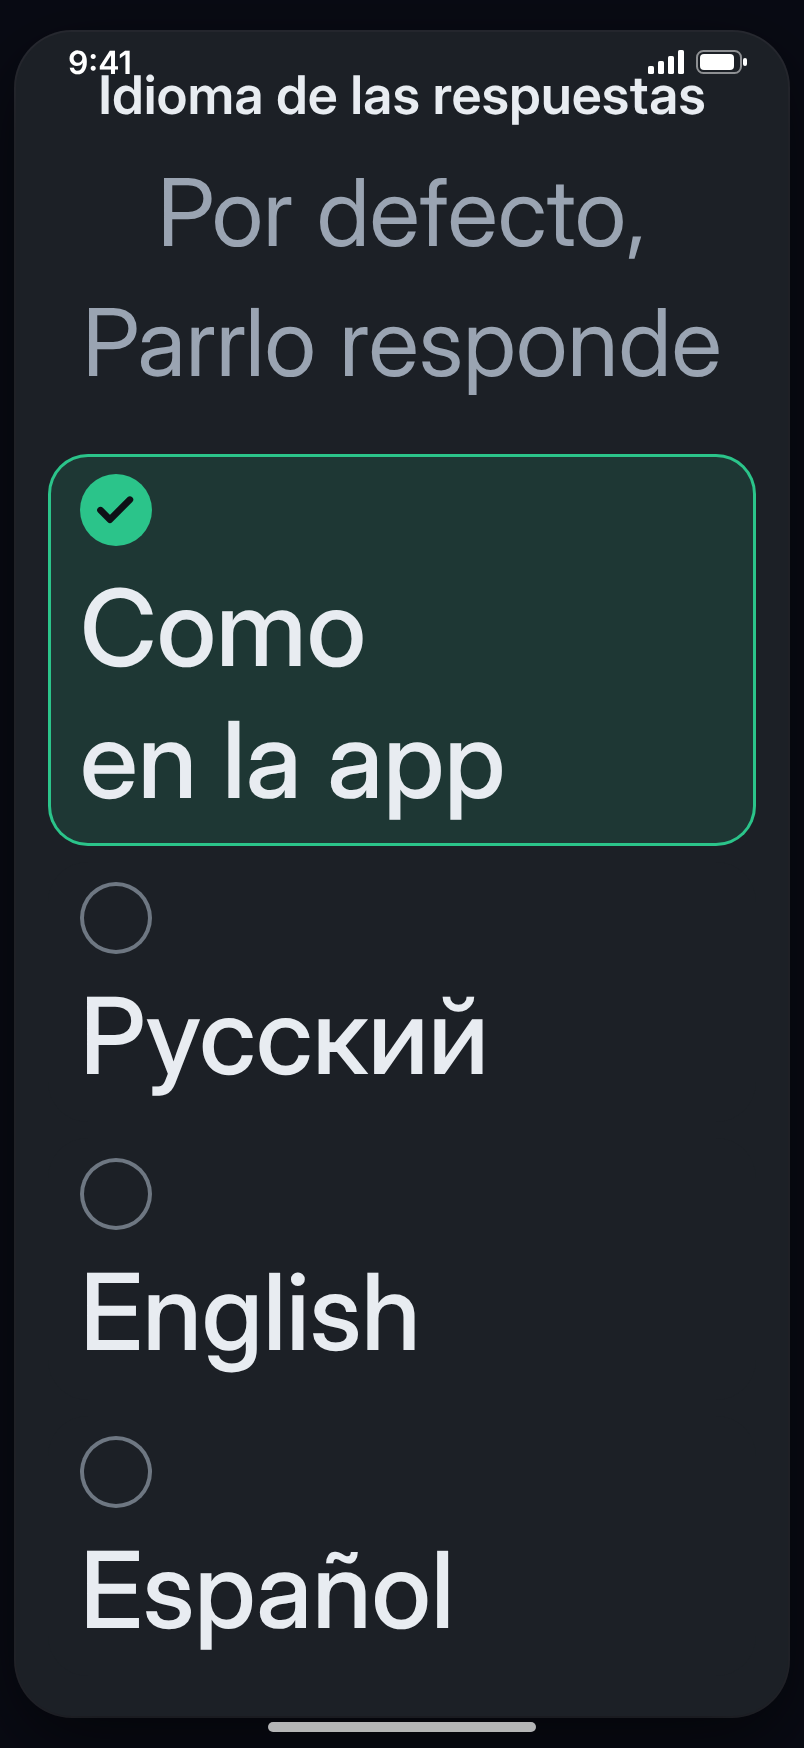 9:41
Idioma de las respuestas
Por defecto,
Parrlo responde
Como
en la app
Русский
English
Español